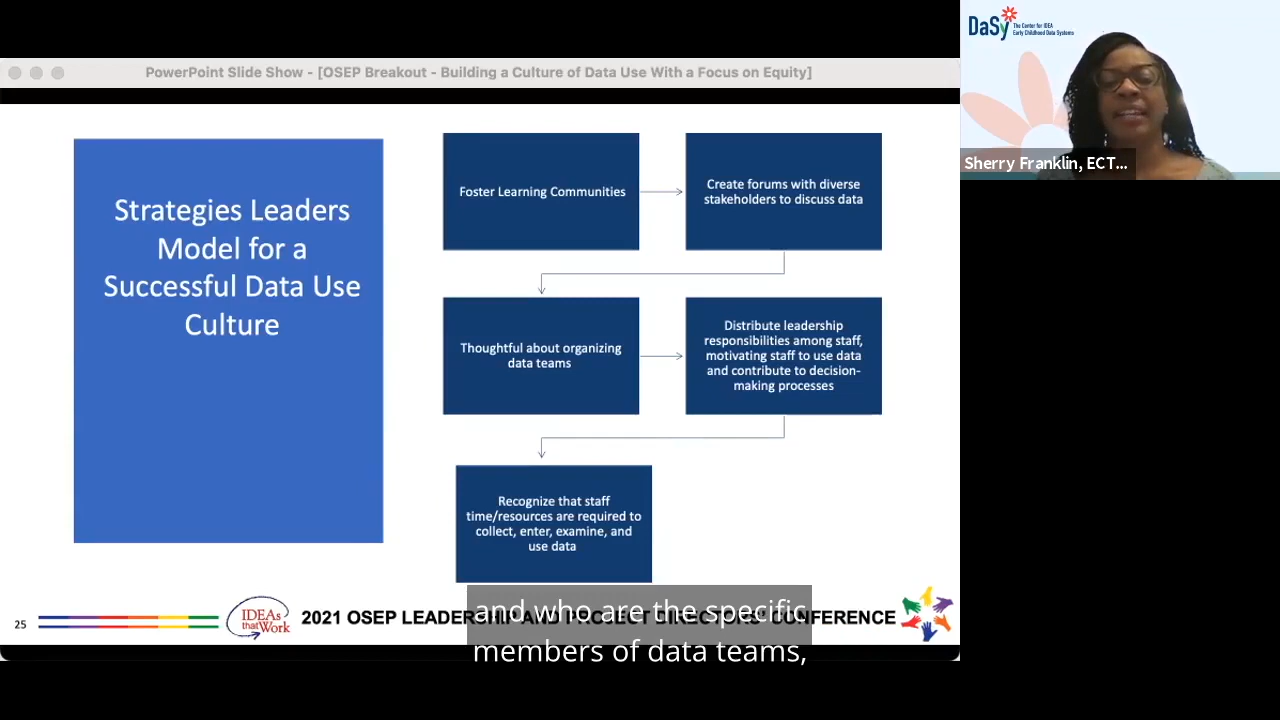 PowerPoint Slide Show - [OSEP Breakout - Building a Culture of Data Use With a Focus on Equity]
DaSy
The Center for IDEA
Early Childhood Data Systems
Sherry Franklin, ECT...
Strategies Leaders
Model for a
Successful Data Use
Culture
Foster Learning Communities
Create forums with diverse
stakeholders to discuss data
Thoughtful about organizing
data teams
Distribute leadership
responsibilities among staff,
motivating staff to use data
and contribute to decision-
making processes
Recognize that staff
time/resources are required to
collect, enter, examine, and
use data
25
IDEAs
that Work
2021 OSEP LEADERSHIP AND PROJECT DIRECTORS' CONFERENCE
and who are the specific
members of data teams,